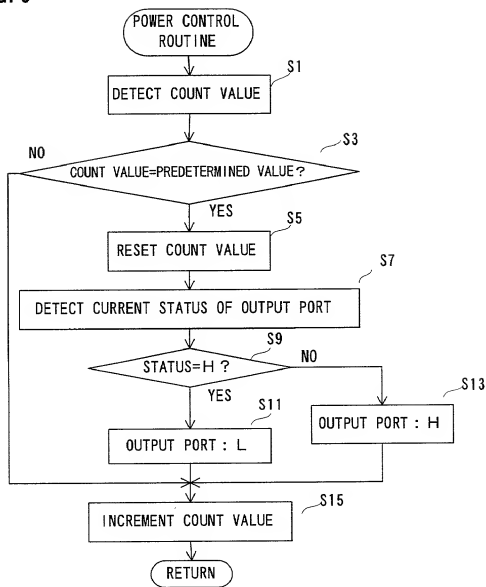 POWER CONTROL
ROUTINE
S1
DETECT COUNT VALUE
S3
NO
COUNT VALUE=PREDETERMINED VALUE?
YES
S5
RESET COUNT VALUE
S7
DETECT CURRENT STATUS OF OUTPUT PORT
S9
STATUS=H?
NO
YES
S11
S13
OUTPUT PORT : L
OUTPUT PORT : H
S15
INCREMENT COUNT VALUE
RETURN